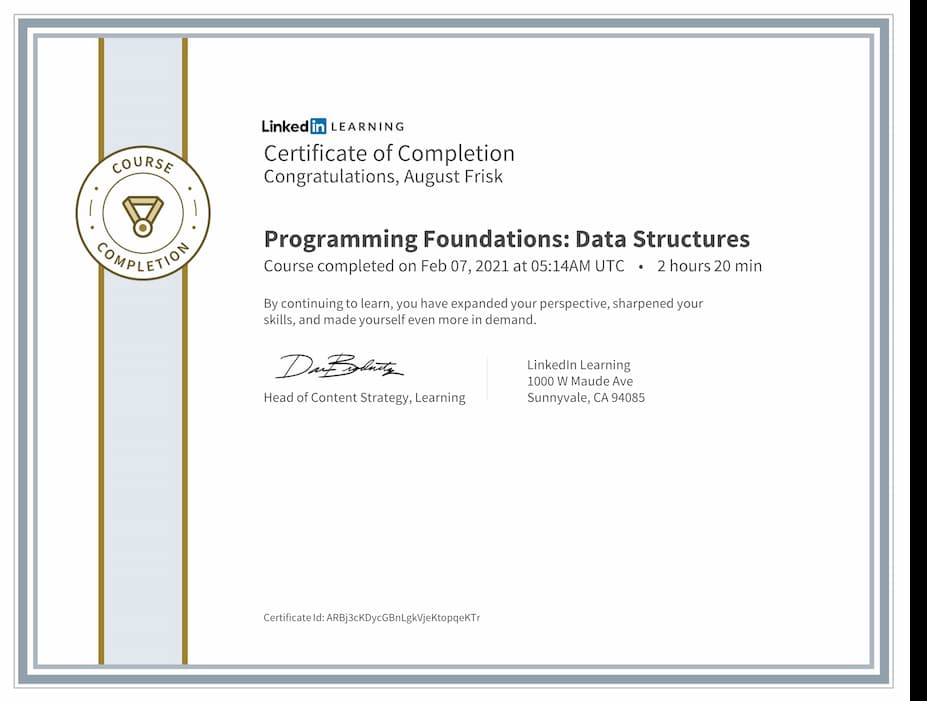 COURSE
COMPLETION
Linkedin LEARNING
Certificate of Completion
Congratulations, August Frisk
Programming Foundations: Data Structures
Course completed on Feb 07, 2021 at 05:14AM UTC • 2 hours 20 min
By continuing to learn, you have expanded your perspective, sharpened your
skills, and made yourself even more in demand.
Head of Content Strategy, Learning
LinkedIn Learning
1000 W Maude Ave
Sunnyvale, CA 94085
Certificate Id: ARBj3cKDycGBnLgkVjeKtopqeKTr